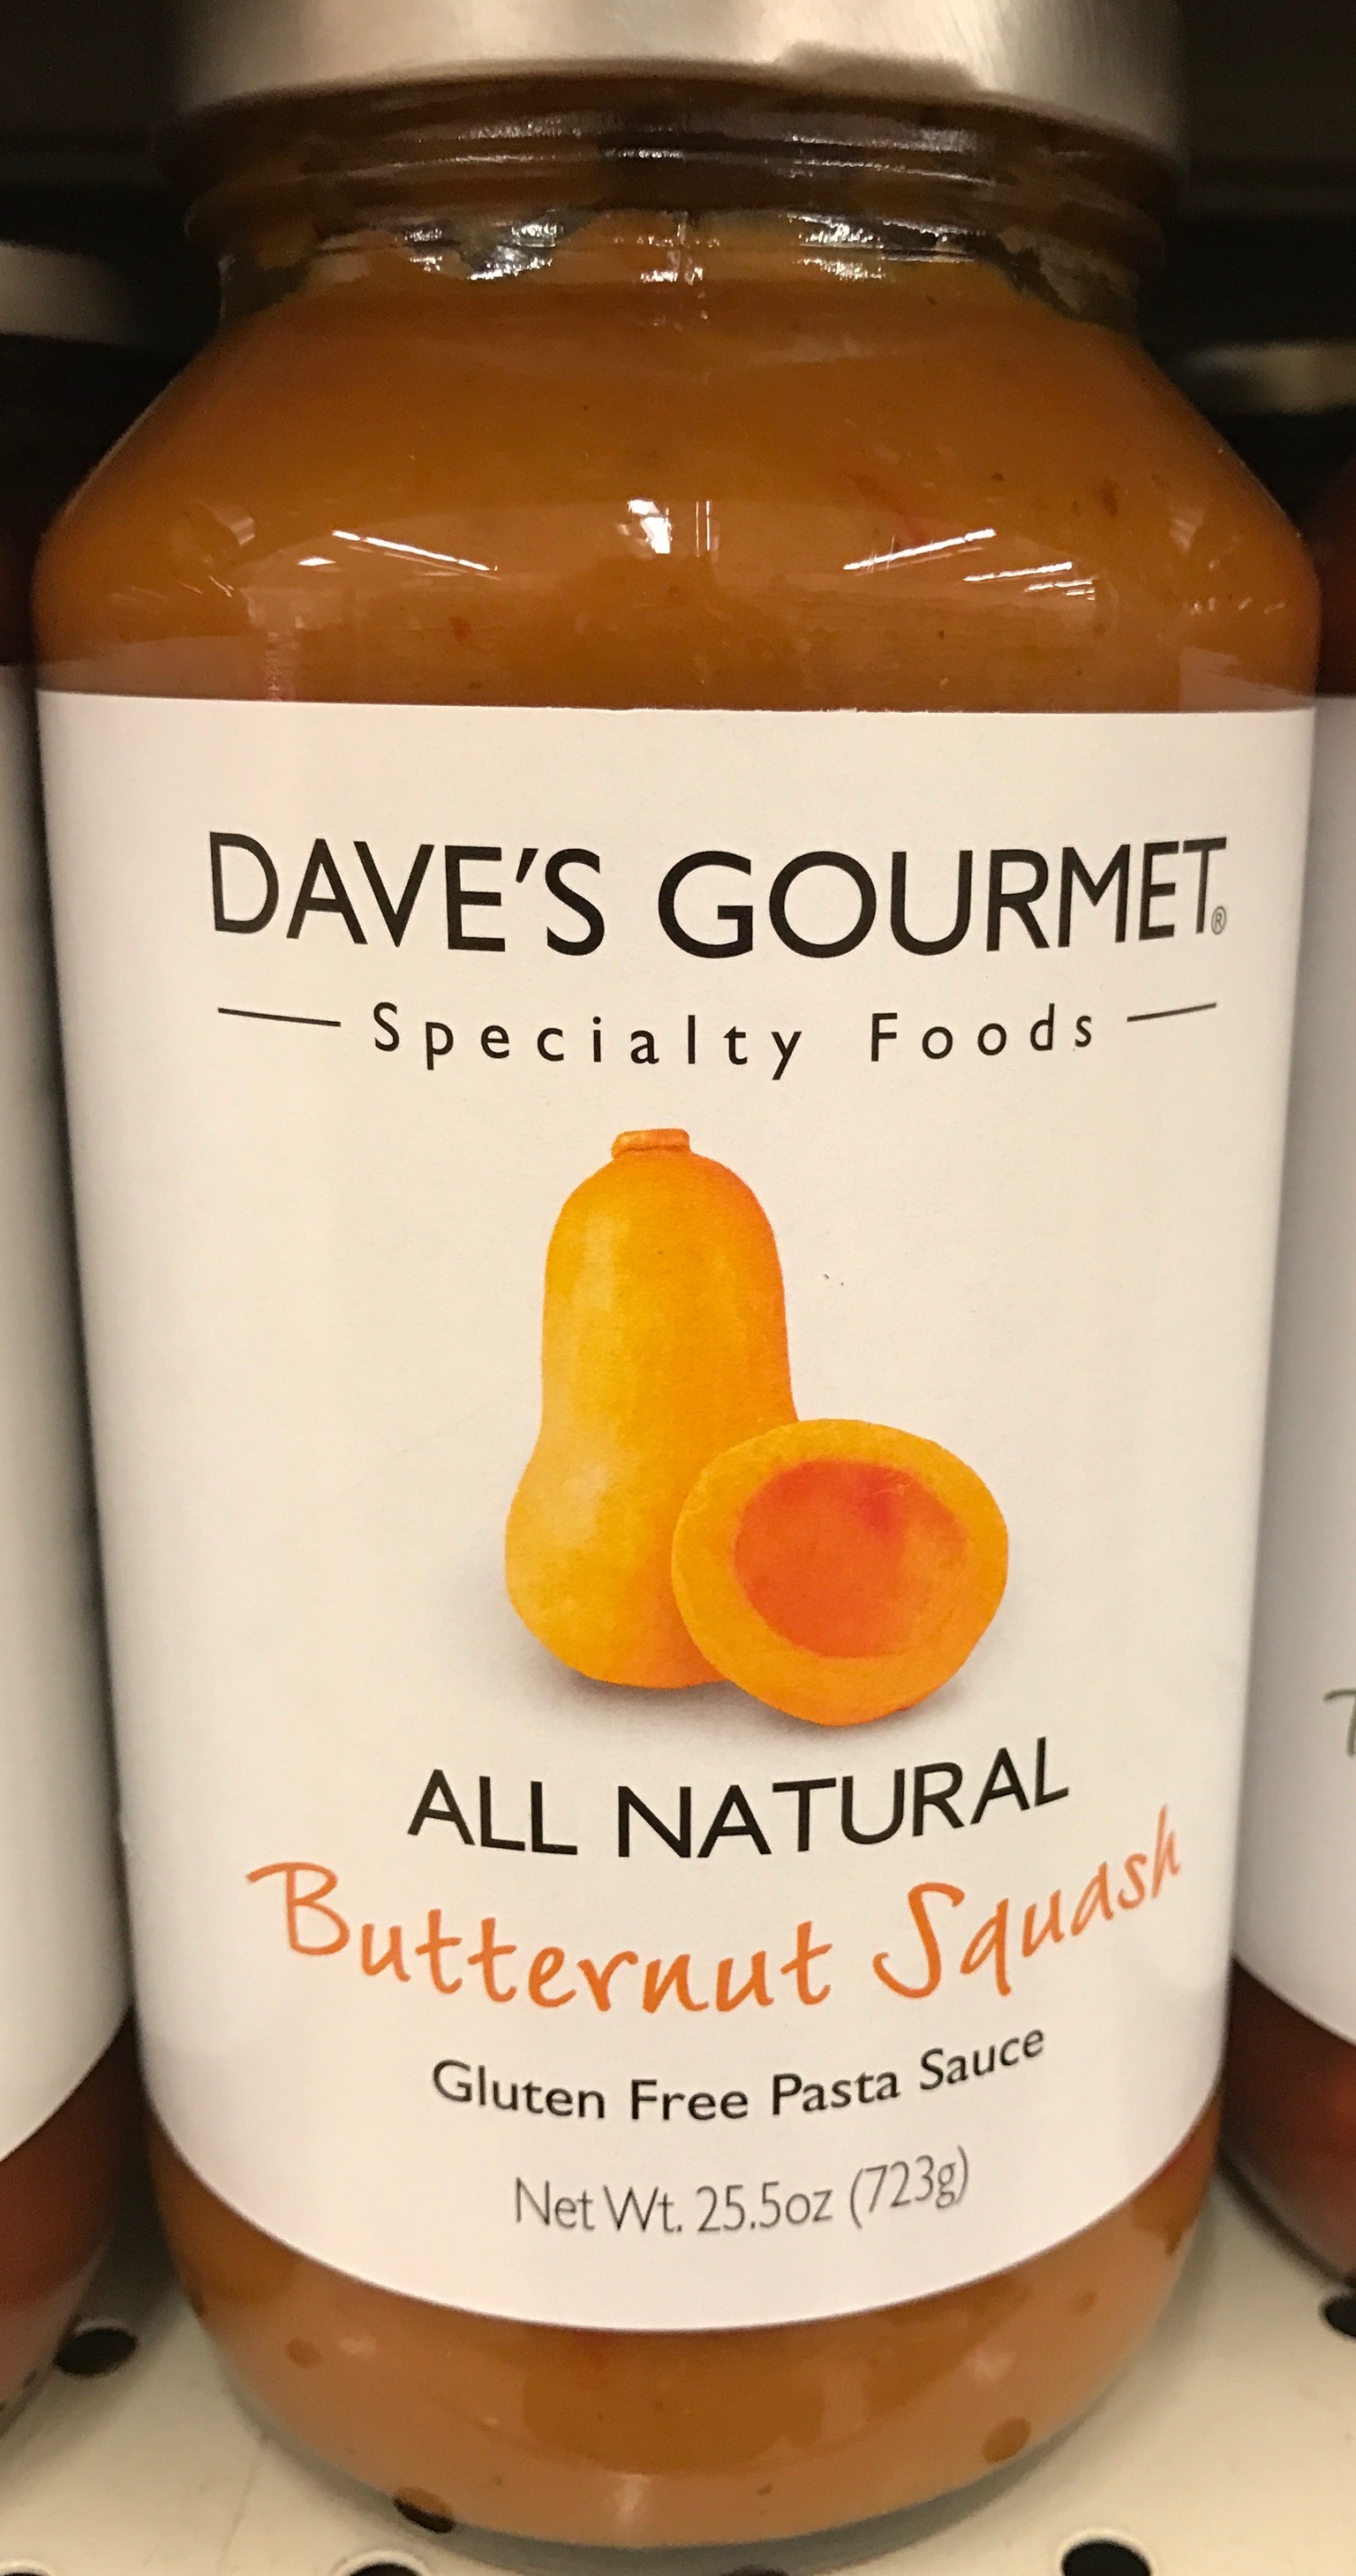 DAVE'S GOURMET®
Specialty Foods
ALL NATURAL
Butternut Squash
Gluten Free Pasta Sauce
Net Wt. 25.5oz (723g)